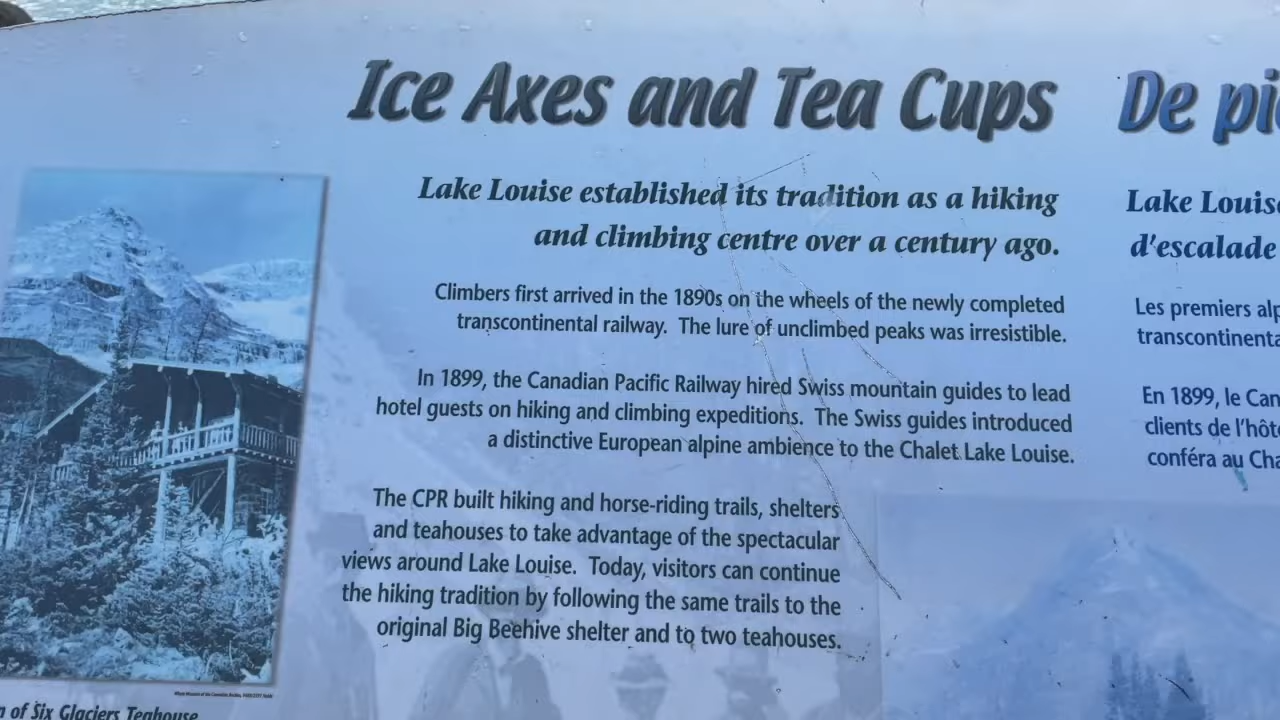 Ice Axes and Tea Cups
Lake Louise established its tradition as a hiking
and climbing centre over a century ago.
Climbers first arrived in the 1890s on the wheels of the newly completed
transcontinental railway. The lure of unclimbed peaks was irresistible.
In 1899, the Canadian Pacific Railway hired Swiss mountain guides to lead
hotel guests on hiking and climbing expeditions. The Swiss guides introduced
a distinctive European alpine ambience to the Chalet Lake Louise.
The CPR built hiking and horse-riding trails, shelters
and teahouses to take advantage of the spectacular
views around Lake Louise. Today, visitors can continue
the hiking tradition by following the same trails to the
original Big Beehive shelter and to two teahouses.
of Six Glaciers Teahouse
De pi
Lake Louis
d'escalade
Les premiers alp
transcontinenta
En 1899, le Can
clients de l'hôt
conféra au Cha